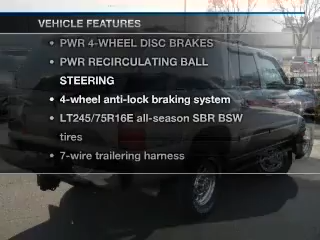 VEHICLE FEATURES
• PWR 4-WHEEL DISC BRAKES
• PWR RECIRCULATING BALL
STEERING
• 4-wheel anti-lock braking system
• LT245/75R16E all-season SBR BSW
tires
• 7-wire trailering harness